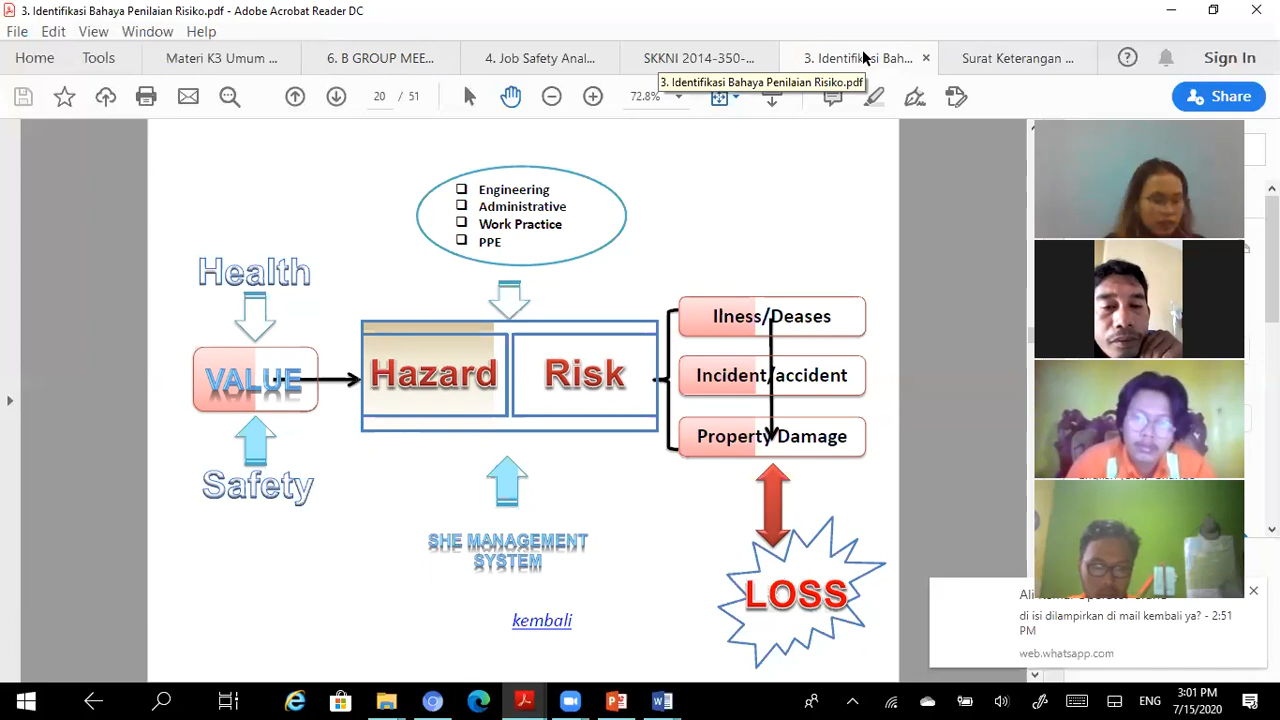 3. Identifikasi Bahaya Penilaian Risiko.pdf - Adobe Acrobat Reader DC
File Edit View Window Help
Home Tools Materi K3 Umum ... 6. B GROUP MEE... 4. Job Safety Anal... SKKNI 2014-350-... 3. Identifikasi Bah... Surat Keterangan ... Sign In
3. Identifikasi Bahaya Penilaian Risiko.pdf
20 / 51 72.8% Share
Engineering
Administrative
Work Practice
PPE
Health
VALUE
Safety
Hazard Risk
Ilness/Deases
Incident/accident
Property Damage
SHE MANAGEMENT
SYSTEM
LOSS
kembali
di isi dilampirkan di mail kembali ya? - 2:51
PM
web.whatsapp.com
ENG
3:01 PM
7/15/2020